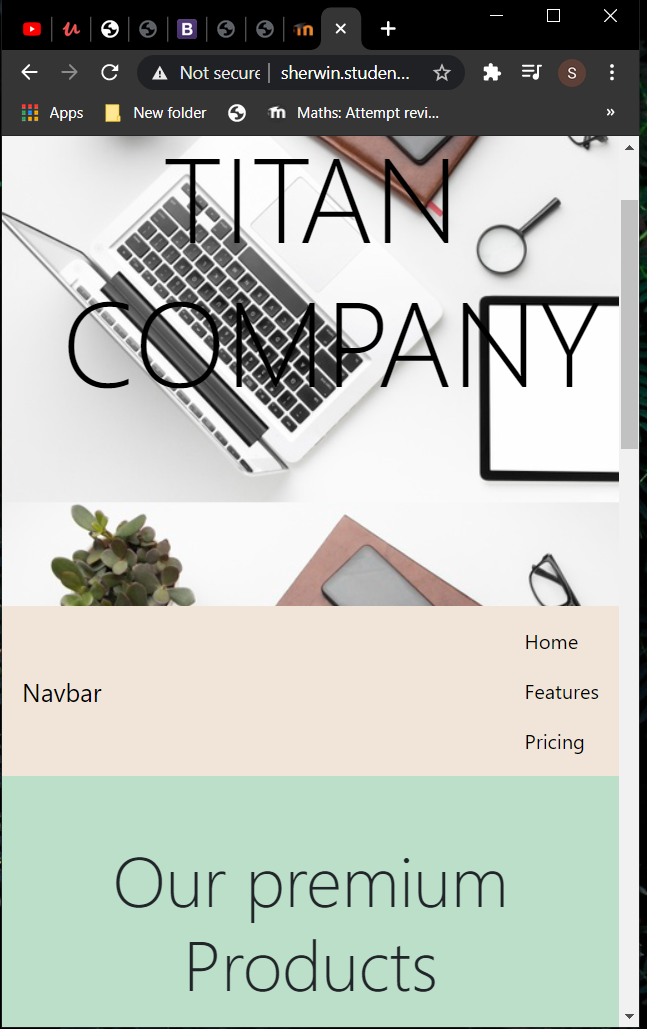 Not secure sherwin.studen...
S
Apps New folder Maths: Attempt revi...
TITAN
COMPANY
Home
Navbar
Features
Pricing
Our premium
Products